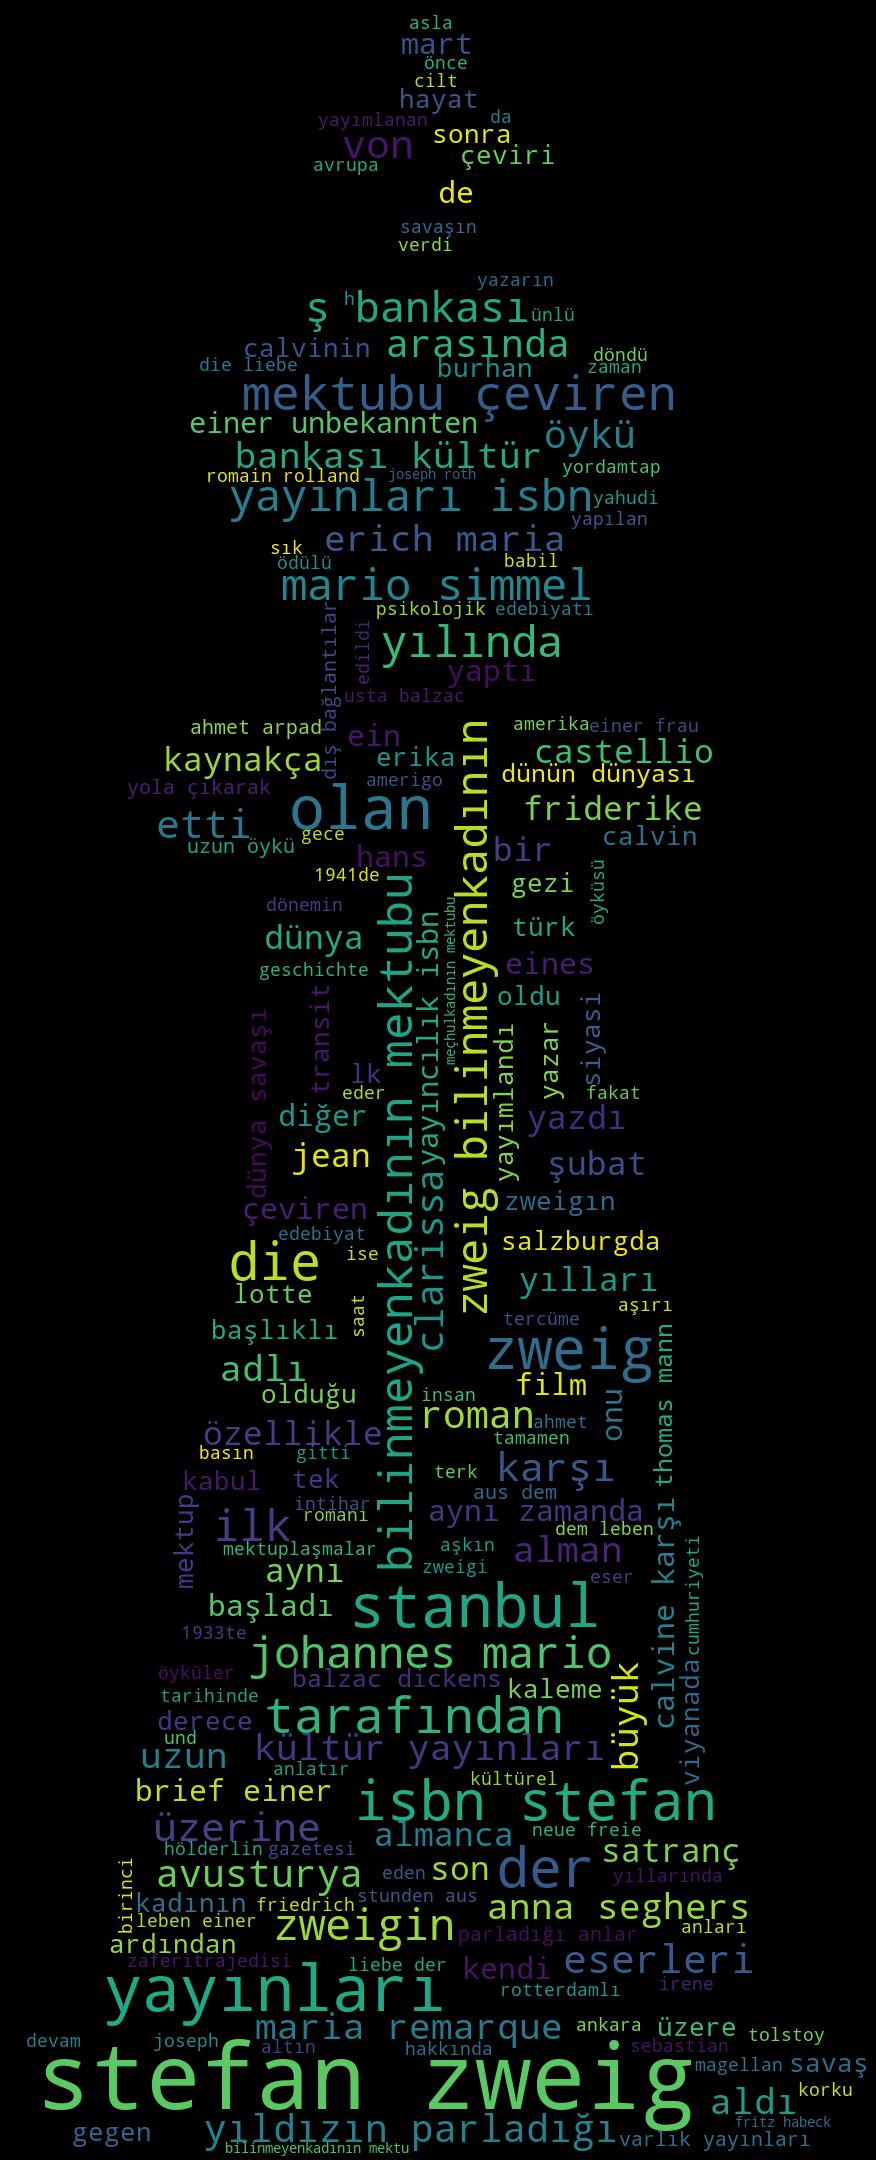 asla
mart
önce
cilt
hayat
yayımlanan
da
von
sonra
çeviri
avrupa
de
savaşın
verdi
yazarın
ş
h
bankası
ünlü
calvinin
arasında
döndü
die liebe
burhan
zaman
mektubu çeviren
einer unbekannten
öykü
bankası kültür
yordamtap
romain rolland
joseph roth
yayınları isbn
yahudi
yapılan
erich maria
sık
ödülü
babil
mario simmel
psikolojik
edebiyatı
dış bağlantılar
edildi
yılında
yaptı
usta balzac
ahmet arpad
ein
amerika
einer frau
kaynakça
erika
castellio
yola çıkarak
amerigo
dünün dünyası
etti
olan
friderike
uzun öykü
gece
calvin
hans
bir
1941de
gezi
öyküsü
dönemin
bilinmeyenkadının mektubu
yayıncılık isbn
meçhulkadının mektubu
zweig bilinmeyenkadının
dünya
türk
geschichte
eines
transit
oldu
dünya savaşı
siyasi
lk
yayımlandı
yazar
eder
fakat
diğer
yazdı
jean
clarissa
şubat
çeviren
zweigın
edebiyat
salzburgda
die
ise
yılları
lotte
saat
aşırı
başlıklı
tercüme
zweig
thomas mann
adlı
film
olduğu
insan
onu
roman
ahmet
özellikle
tamamen
basın
gitti
karşı
kabul
tek
terk
aus dem
mektup
intihar
ilk
romanı
aynı zamanda
dem leben
mektuplaşmalar
aşkın
alman
aynı
zweigi
eser
calvine karşı
cumhuriyeti
başladı
stanbul
1933te
johannes mario
öyküler
balzac dickens
kaleme
büyük
viyanada
tarihinde
derece
tarafından
und
uzun
kültür yayınları
anlatır
brief einer
kültürel
isbn stefan
üzerine
almanca
neue freie
hölderlin
gazetesi
satranç
avusturya
eden
son
der
yıllarında
birinci
kadının
friedrich
stunden aus
anna seghers
leben einer
zweigin
parladığı anlar
anları
ardından
zaferitrajedisi
liebe der
kendi
eserleri
yayınları
rotterdamlı
irene
maria remarque
ankara
üzere
tolstoy
devam
joseph
altın
hakkında
sebastian
stefan zweig
magellan
savaş
aldı
korku
gegen
yıldızın parladığı
fritz habeck
varlık yayınları
bilinmeyenkadının mektu